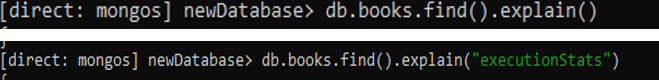 [direct: mongos] newDatabase> db.books.find().explain()
[direct: mongos] newDatabase> db.books.find().explain("executionStats")